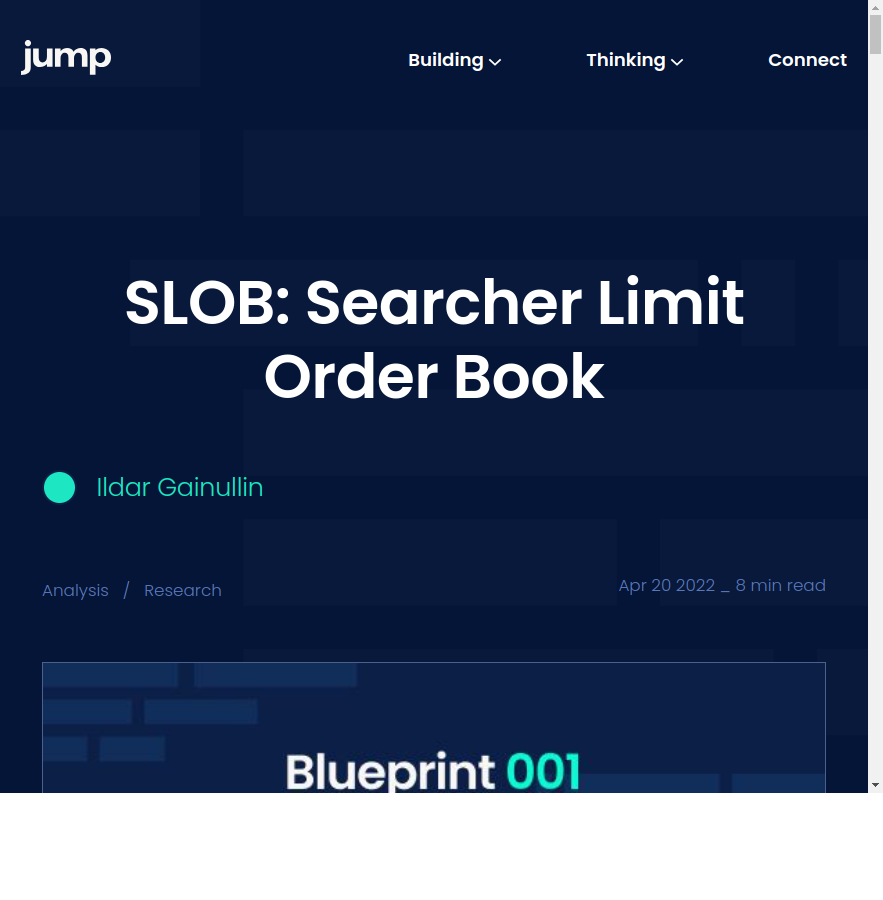 jump
Building
Thinking
Connect
SLOB: Searcher Limit
Order Book
Ildar Gainullin
Analysis / Research
Apr 20 2022 _ 8 min read
Blueprint 001